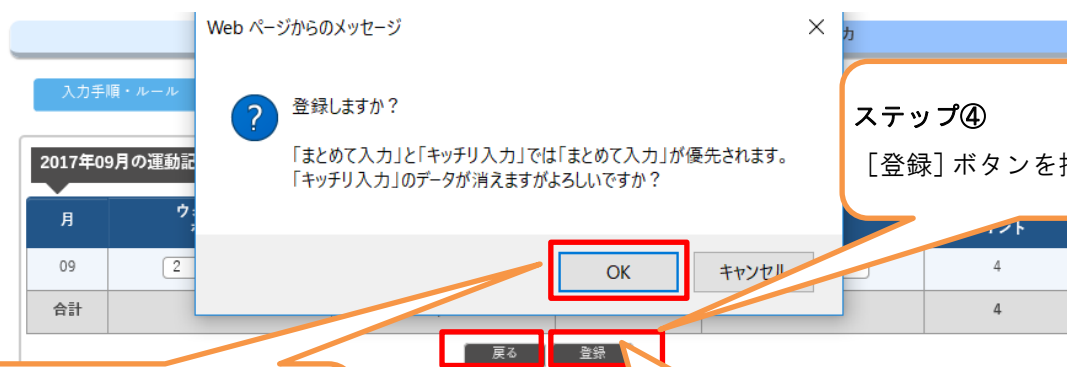 Web ページからのメッセージ
力
入力手順・ルール
登録しますか？
「まとめて入力」と「キッチリ入力」では「まとめて入力」が優先されます。
「キッチリ入力」のデータが消えますがよろしいですか？
ステップ④
［登録］ボタンを
2017年09月の運動記
月
ウ
イント
09
2
4
合計
4
OK
キャンセル
戻る
登録